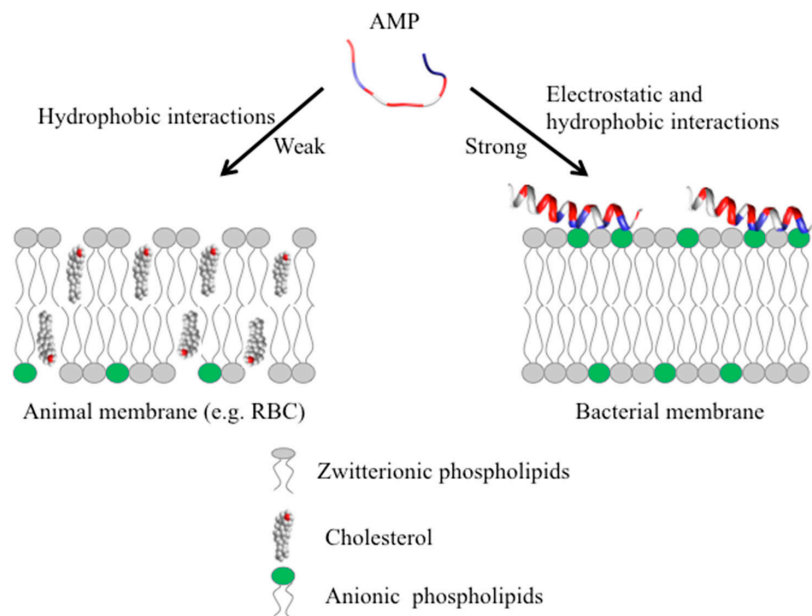 AMP
Hydrophobic interactions
Weak
Electrostatic and
hydrophobic interactions
Strong
Animal membrane (e.g. RBC)
Bacterial membrane
Zwitterionic phospholipids
Cholesterol
Anionic phospholipids